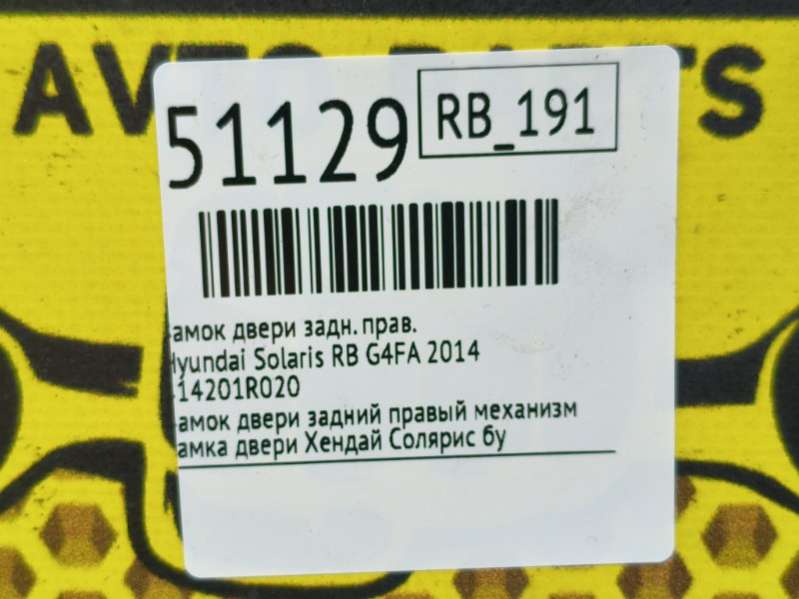 51129
RB_191
амок двери задн. прав.
Hyundai Solaris RB G4FA 2014
14201R020
амок двери задний правый механизм
амка двери Хендай Солярис бу